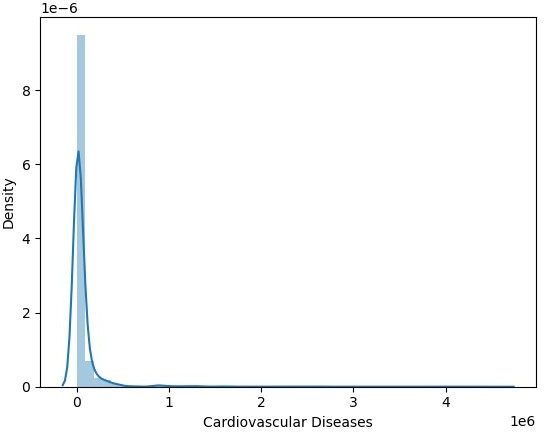 1e−6
8
6
4
2
0
Density
0 1 2 3 4
1e6
Cardiovascular Diseases